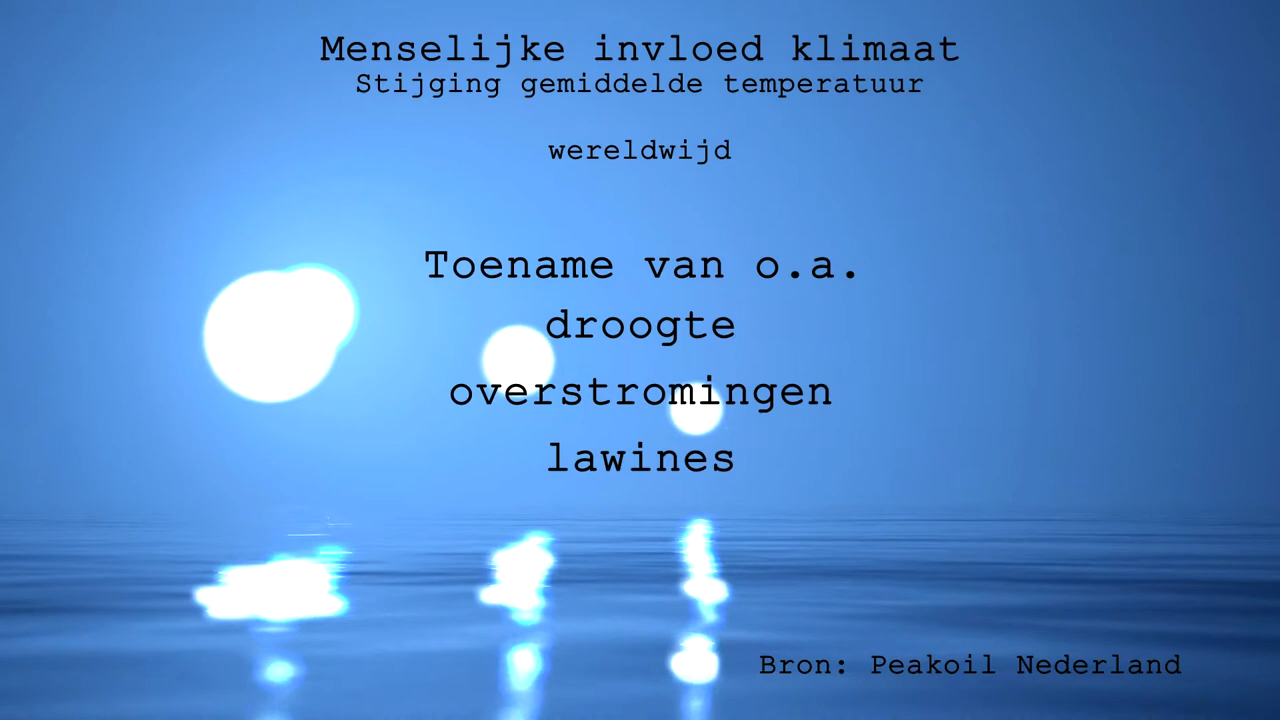 Menselijke invloed klimaat
Stijging gemiddelde temperatuur
wereldwijd
Toename van o.a.
droogte
overstromingen
lawines
Bron: Peakoil Nederland